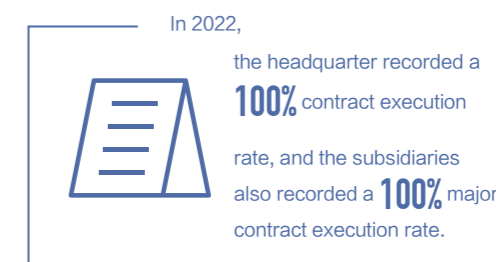 In 2022,
the headquarter recorded a
100% contract execution
rate, and the subsidiaries
also recorded a 100% major
contract execution rate.